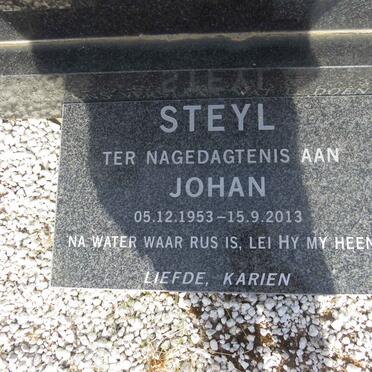 DOEN
STEYL
TER NAGEDAGTENIS AAN
JOHAN
05.12.1953–15.9.2013
NA WATER WAAR RUS IS, LEI HY MY HEEN
LIEFDE, KARIEN